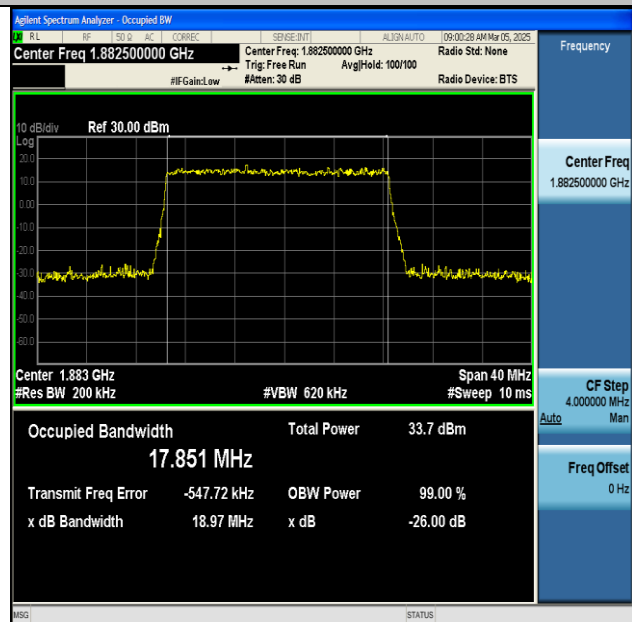 Agilent Spectrum Analyzer - Occupied BW
LXI RL RF 50 Ω AC CORREC SENSE:INT ALIGN AUTO 09:00:28 AM Mar 05, 2025
Center Freq 1.882500000 GHz
Center Freq: 1.882500000 GHz Radio Std: None
Trig: Free Run Avg|Hold: 100/100
#IFGain:Low #Atten: 30 dB Radio Device: BTS
10 dB/div Ref 30.00 dBm
Log
20.0
10.0
0.00
-10.0
-20.0
-30.0
-40.0
-50.0
-60.0
Center 1.883 GHz Span 40 MHz
#Res BW 200 kHz #VBW 620 kHz #Sweep 10 ms
Occupied Bandwidth Total Power 33.7 dBm
17.851 MHz
Transmit Freq Error -547.72 kHz OBW Power 99.00 %
x dB Bandwidth 18.97 MHz x dB -26.00 dB
MSG STATUS
Frequency
Center Freq
1.882500000 GHz
CF Step
4.000000 MHz
Auto Man
Freq Offset
0 Hz